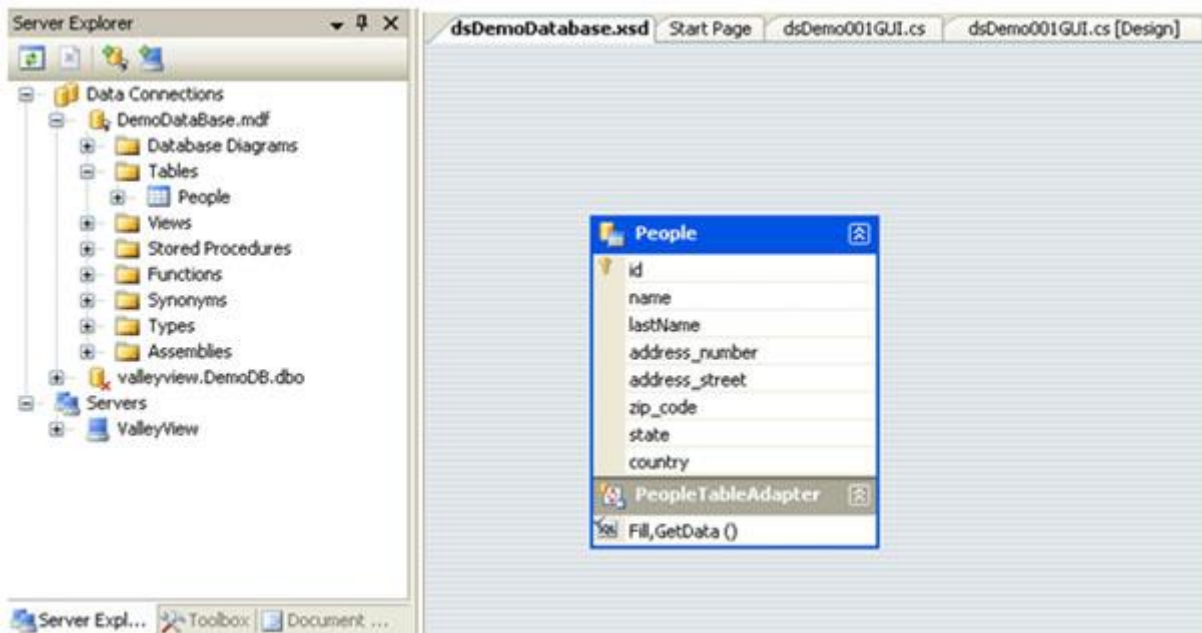 Server Explorer
dsDemoDatabase.xsd Start Page dsDemo001GUI.cs dsDemo001GUI.cs [Design]
Data Connections
DemoDataBase.mdf
Database Diagrams
Tables
People
Views
Stored Procedures
Functions
Synonyms
Types
Assemblies
valleyview.DemoDB.dbo
Servers
ValleyView
People
id
name
lastName
address_number
address_street
zip_code
state
country
PeopleTableAdapter
Fill,GetData ()
Server Expl... Toolbox Document ...